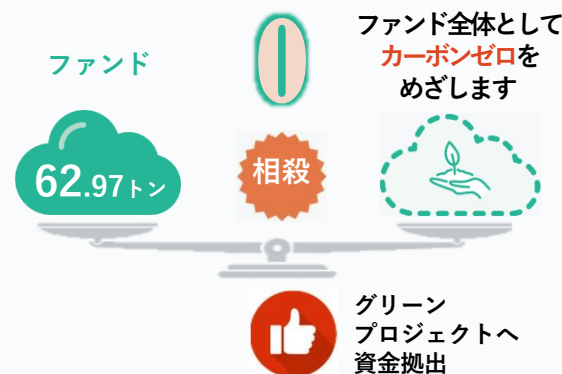 ファンド
ファンド全体として
カーボンゼロを
めざします
62.97トン
相殺
グリーン
プロジェクトへ
資金拠出